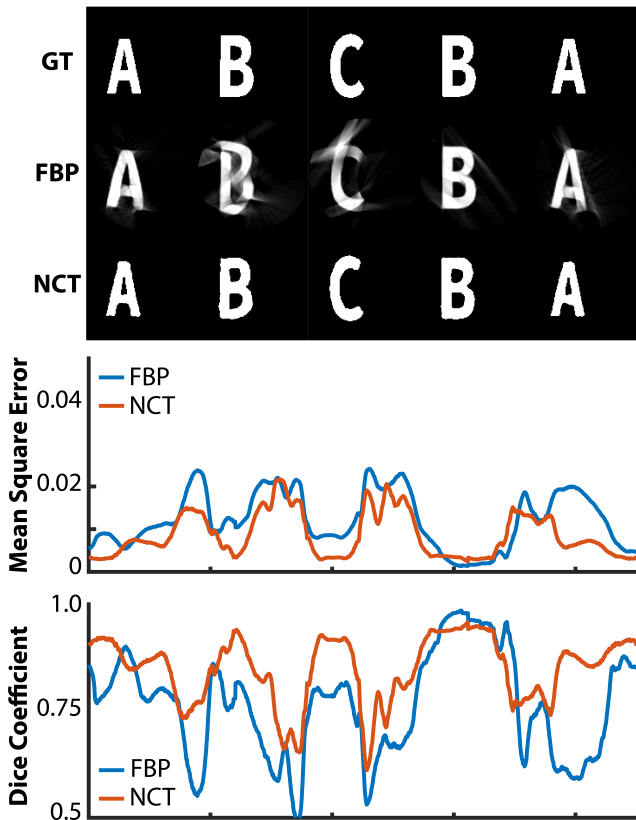 GT A B C B A
FBP A B C B A
NCT A B C B A
Mean Square Error
0.04
0.02
0
FBP
NCT
Dice Coefficient
1.0
0.75
0.5
FBP
NCT